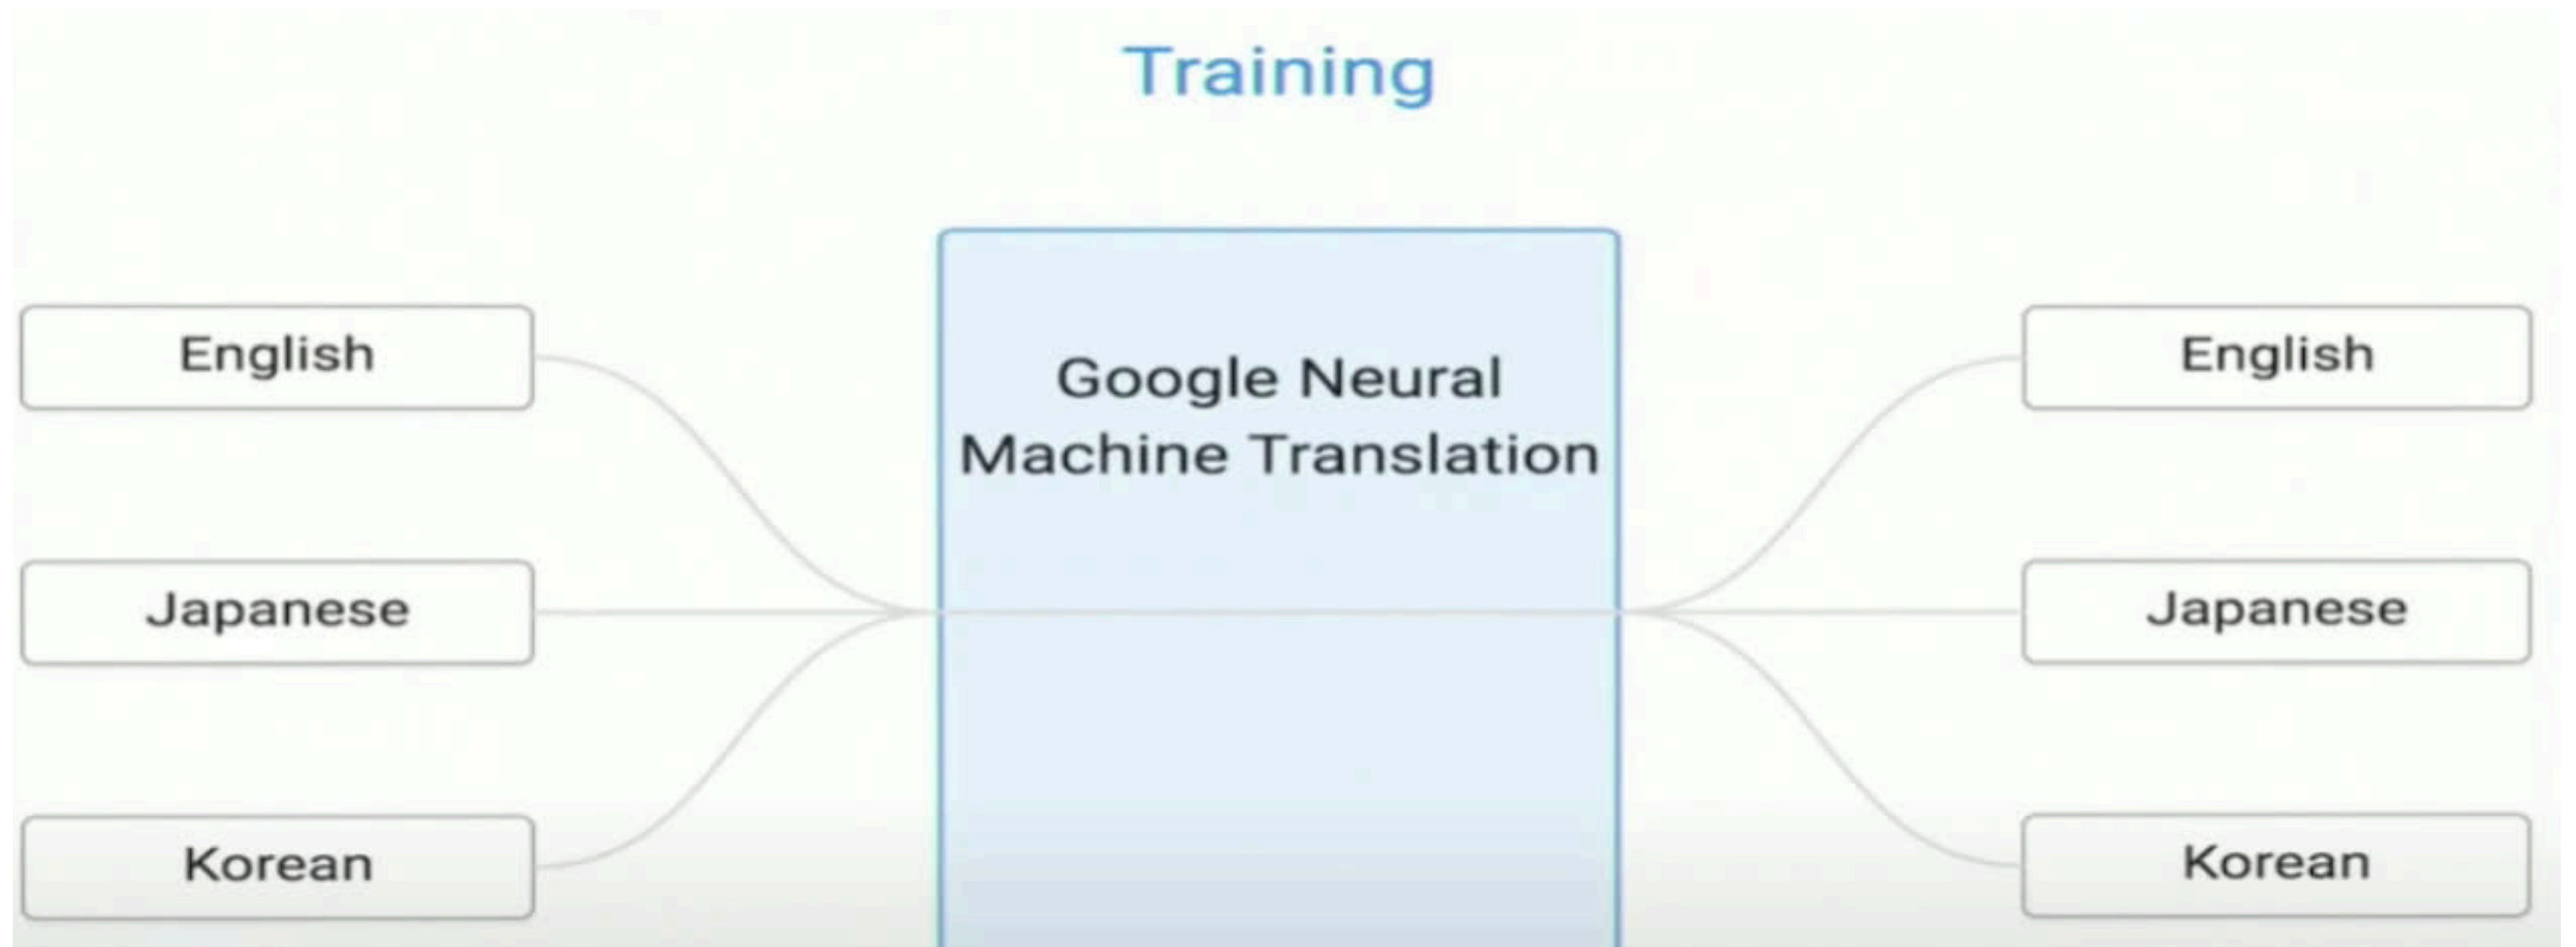 Training
English
Japanese
Korean
Google Neural
Machine Translation
English
Japanese
Korean